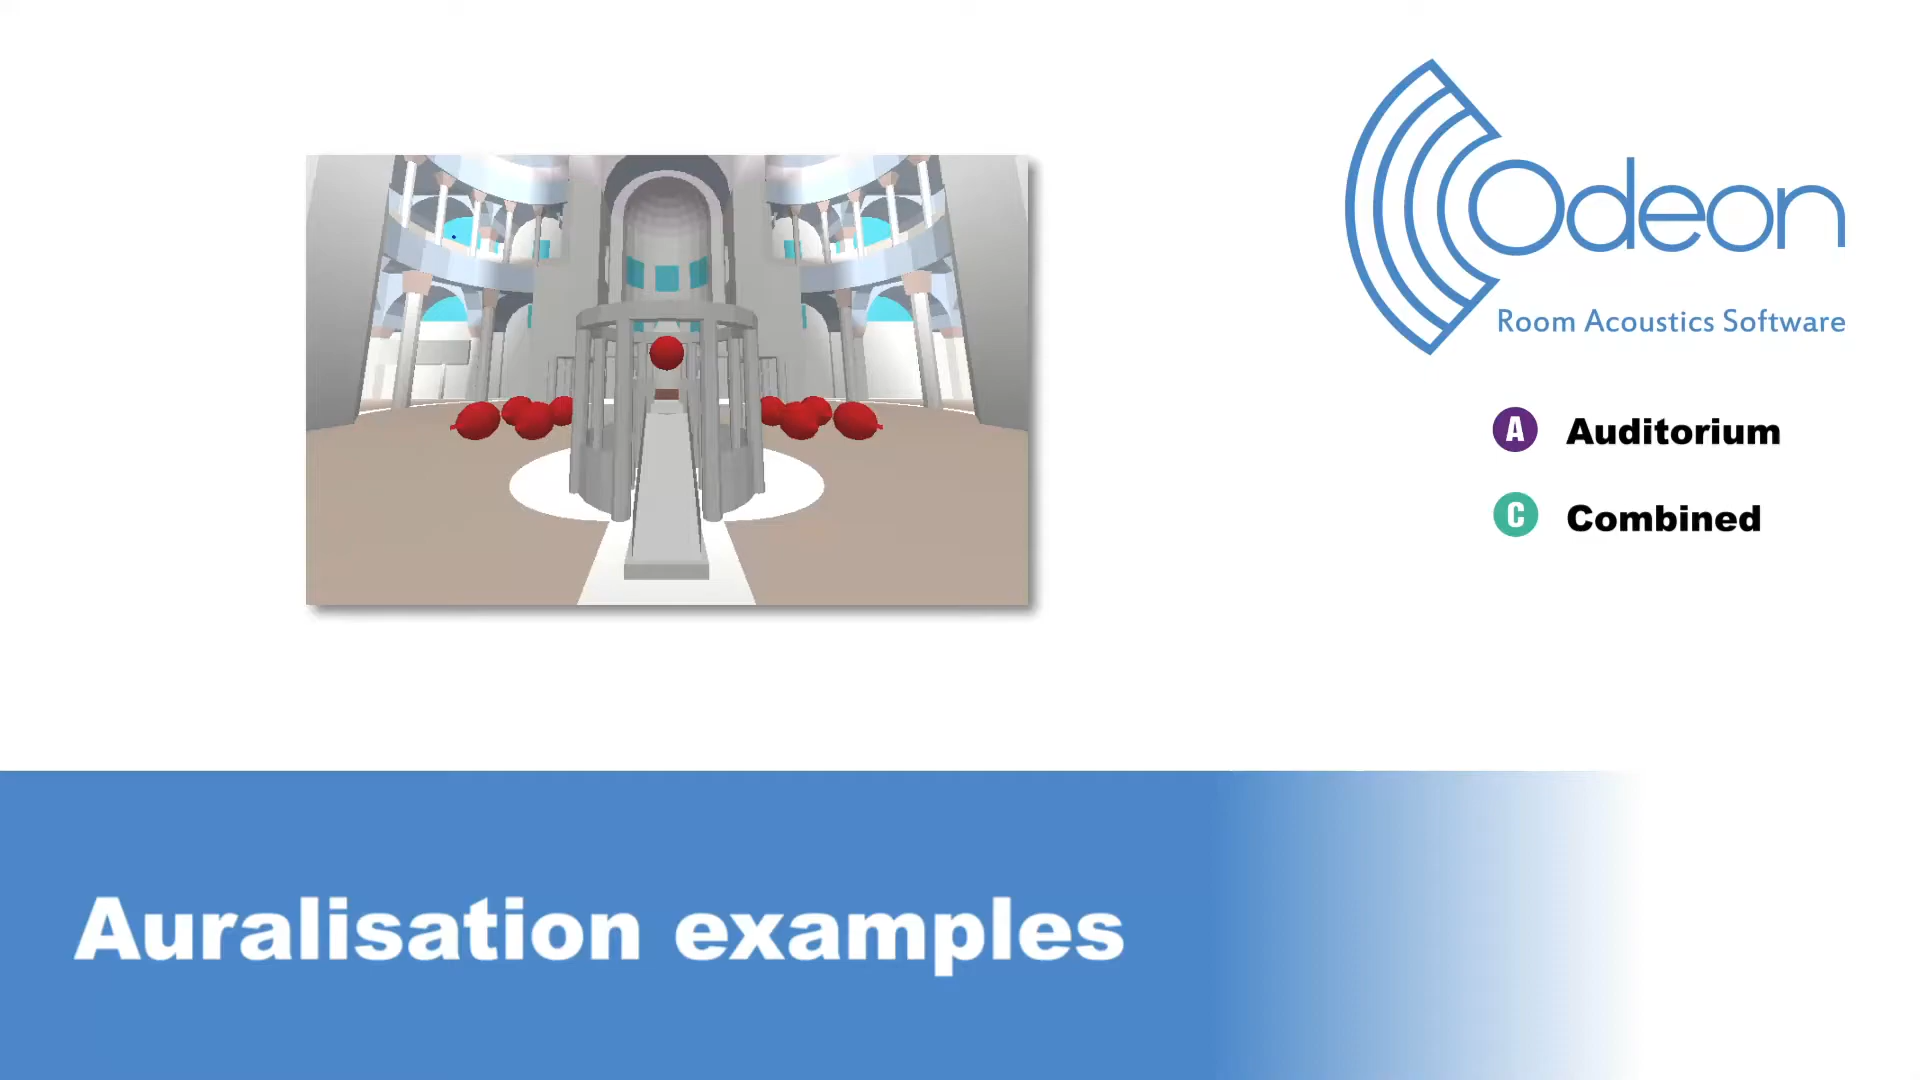 Odeon
Room Acoustics Software
A Auditorium
C Combined
Auralisation examples